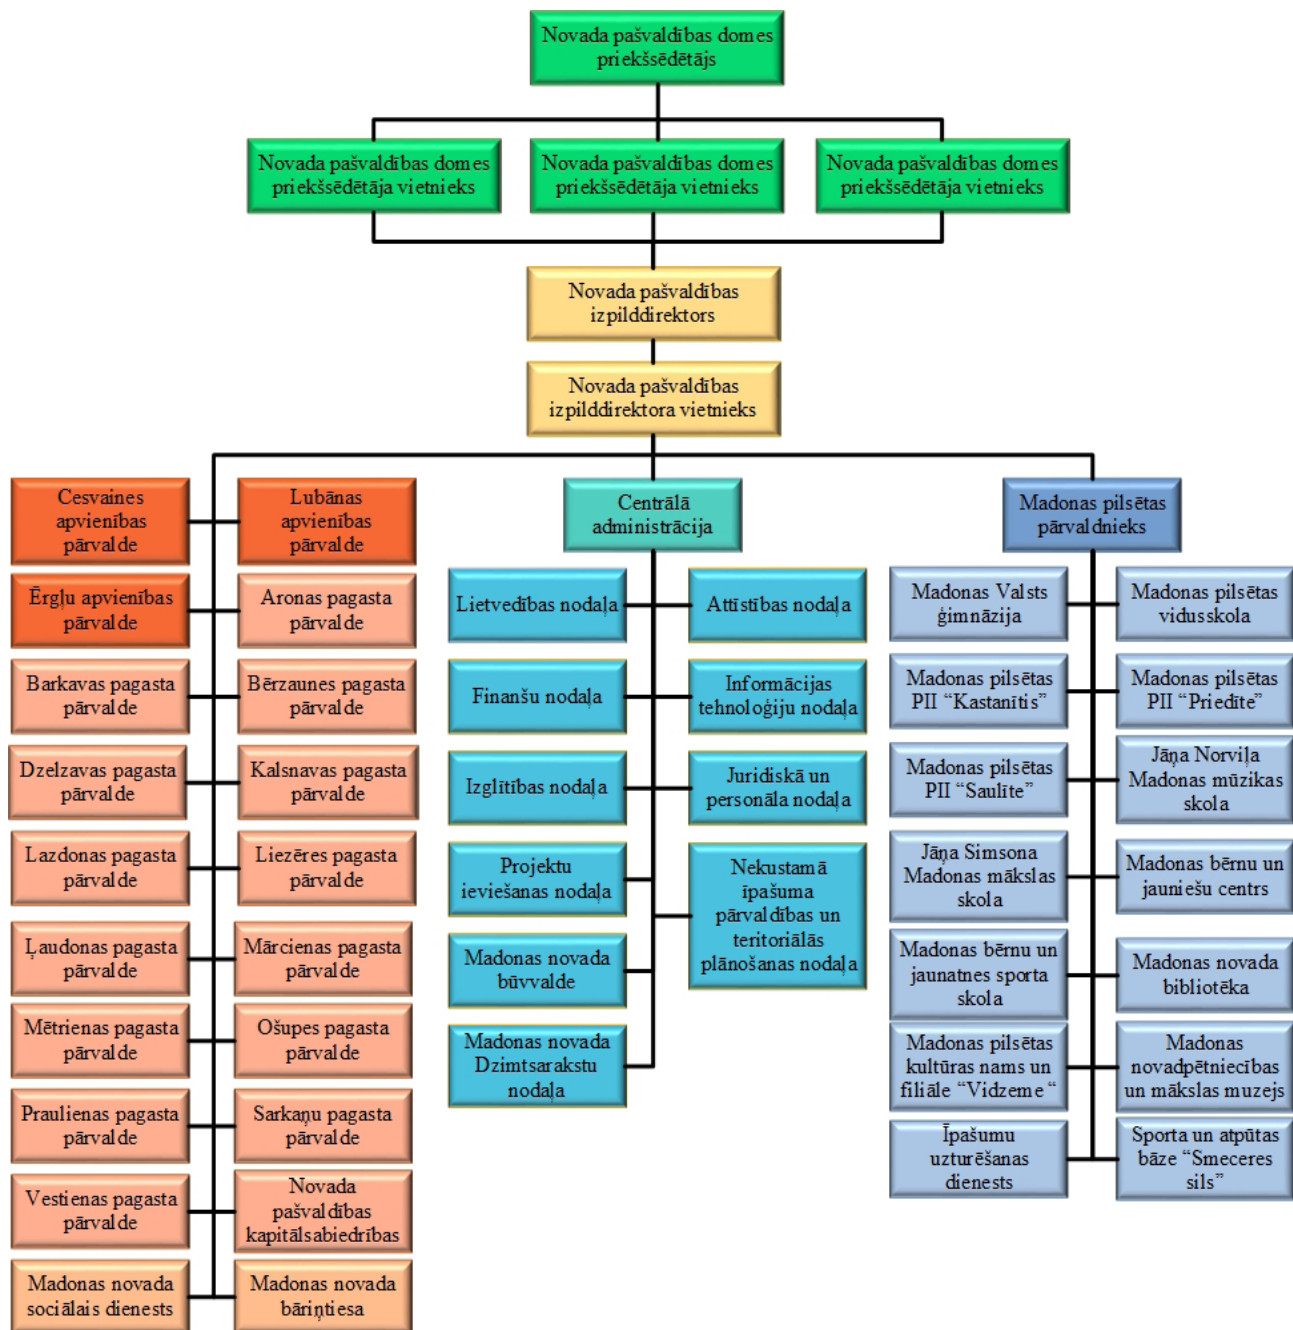 Novada pašvaldības domes
priekšsēdētājs
Novada pašvaldības domes
priekšsēdētāja vietnieks
Novada pašvaldības domes
priekšsēdētāja vietnieks
Novada pašvaldības domes
priekšsēdētāja vietnieks
Novada pašvaldības
izpilddirektors
Novada pašvaldības
izpilddirektora vietnieks
Cesvaines
apvienības
pārvalde
Lubānas
apvienības
pārvalde
Ērgļu apvienības
pārvalde
Aronas pagasta
pārvalde
Barkavas pagasta
pārvalde
Bērzaunes pagasta
pārvalde
Dzelzavas pagasta
pārvalde
Kalsnavas pagasta
pārvalde
Lazdonas pagasta
pārvalde
Liezēres pagasta
pārvalde
Ļaudonas pagasta
pārvalde
Mārcienas pagasta
pārvalde
Mētrienas pagasta
pārvalde
Ošupes pagasta
pārvalde
Praulienas pagasta
pārvalde
Sarkaņu pagasta
pārvalde
Vestienas pagasta
pārvalde
Novada
pašvaldības
kapitālsabiedrības
Madonas novada
sociālais dienests
Madonas novada
bāriņtiesa
Centrālā
administrācija
Lietvedības nodaļa
Attīstības nodaļa
Finanšu nodaļa
Informācijas
tehnoloģiju nodaļa
Izglītības nodaļa
Juridiskā un
personāla nodaļa
Projektu
ieviešanas nodaļa
Nekustamā
īpašuma
pārvaldības un
teritoriālās
plānošanas nodaļa
Madonas novada
būvvalde
Madonas novada
Dzimtsarakstu
nodaļa
Madonas pilsētas
pārvaldnieks
Madonas Valsts
ģimnāzija
Madonas pilsētas
vidusskola
Madonas pilsētas
PII “Kastanītis”
Madonas pilsētas
PII “Priedīte”
Madonas pilsētas
PII “Saulīte”
Jāņa Norviļa
Madonas mūzikas
skola
Jāņa Simsona
Madonas mākslas
skola
Madonas bērnu un
jauniešu centrs
Madonas bērnu un
jaunatnes sporta
skola
Madonas novada
bibliotēka
Madonas pilsētas
kultūras nams un
filiāle “Vidzeme “
Madonas
novadpētniecības
un mākslas muzejs
Īpašumu
uzturēšanas
dienests
Sporta un atpūtas
bāze “Smeceres
sils”